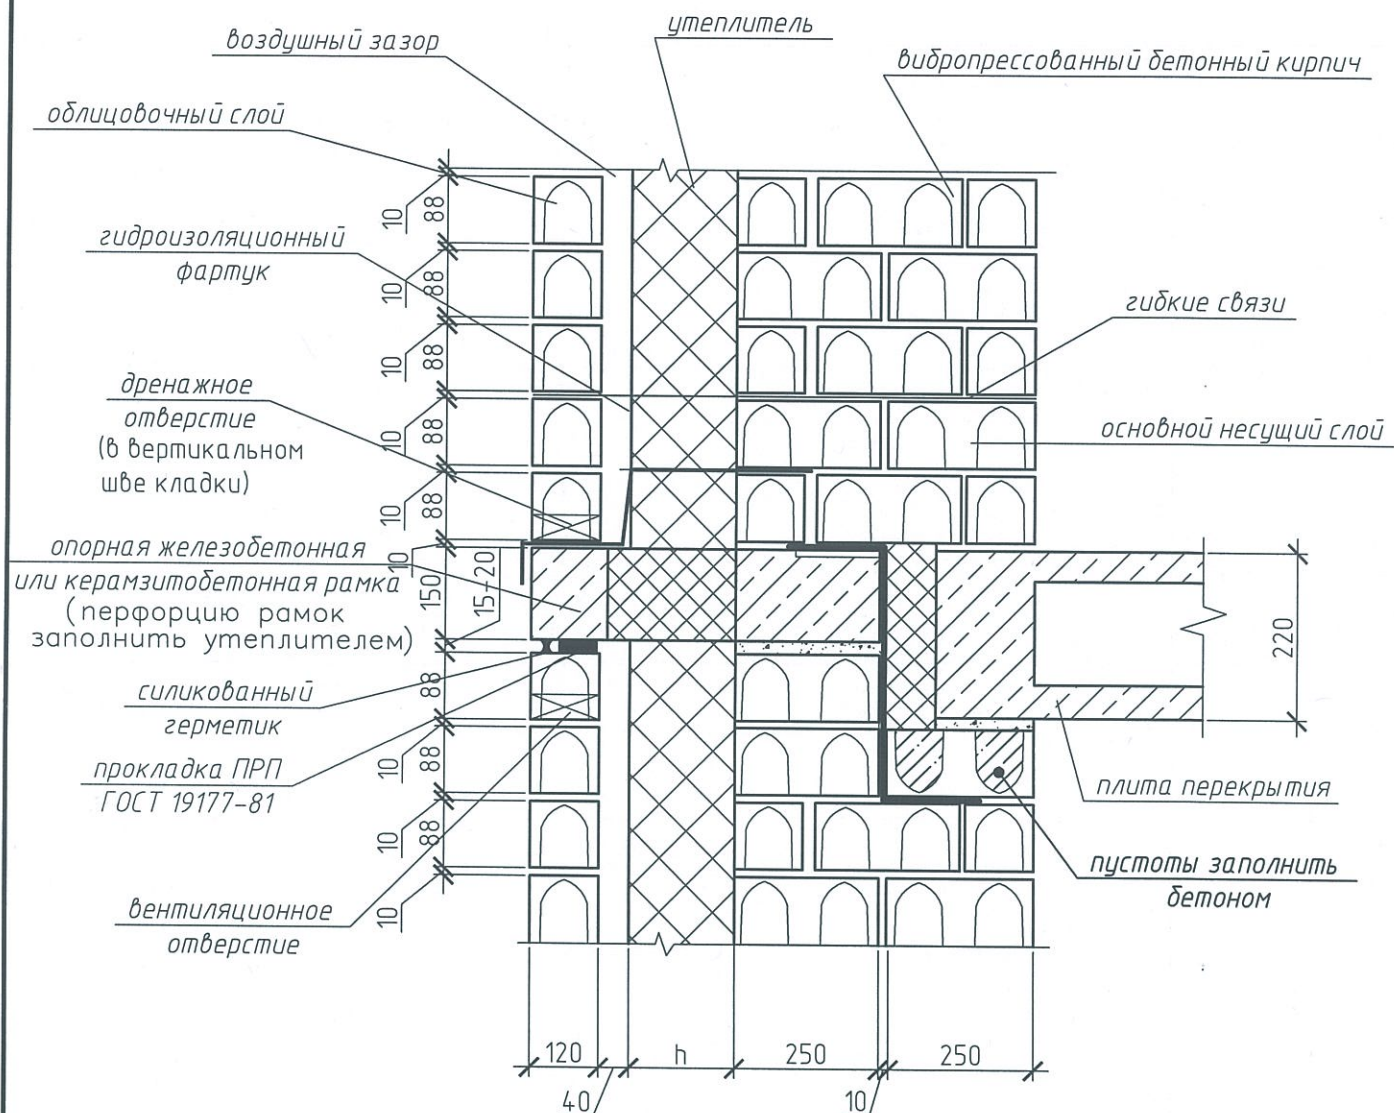 утеплитель
воздушный зазор
вибропрессованный бетонный кирпич
облицовочный слой
10
88
гидроизоляционный
фартук
10
88
гибкие связи
10
88
дренажное
отверстие
(в вертикальном
шве кладки)
10
88
основной несущий слой
10
88
опорная железобетонная
или керамзитобетонная рамка
(перфорцию рамок
заполнить утеплителем)
10
150
15-20
220
силикованный
герметик
88
прокладка ПРП
ГОСТ 19177-81
10
88
плита перекрытия
10
88
пустоты заполнить
бетоном
вентиляционное
отверстие
10
120
h
250
250
40
10